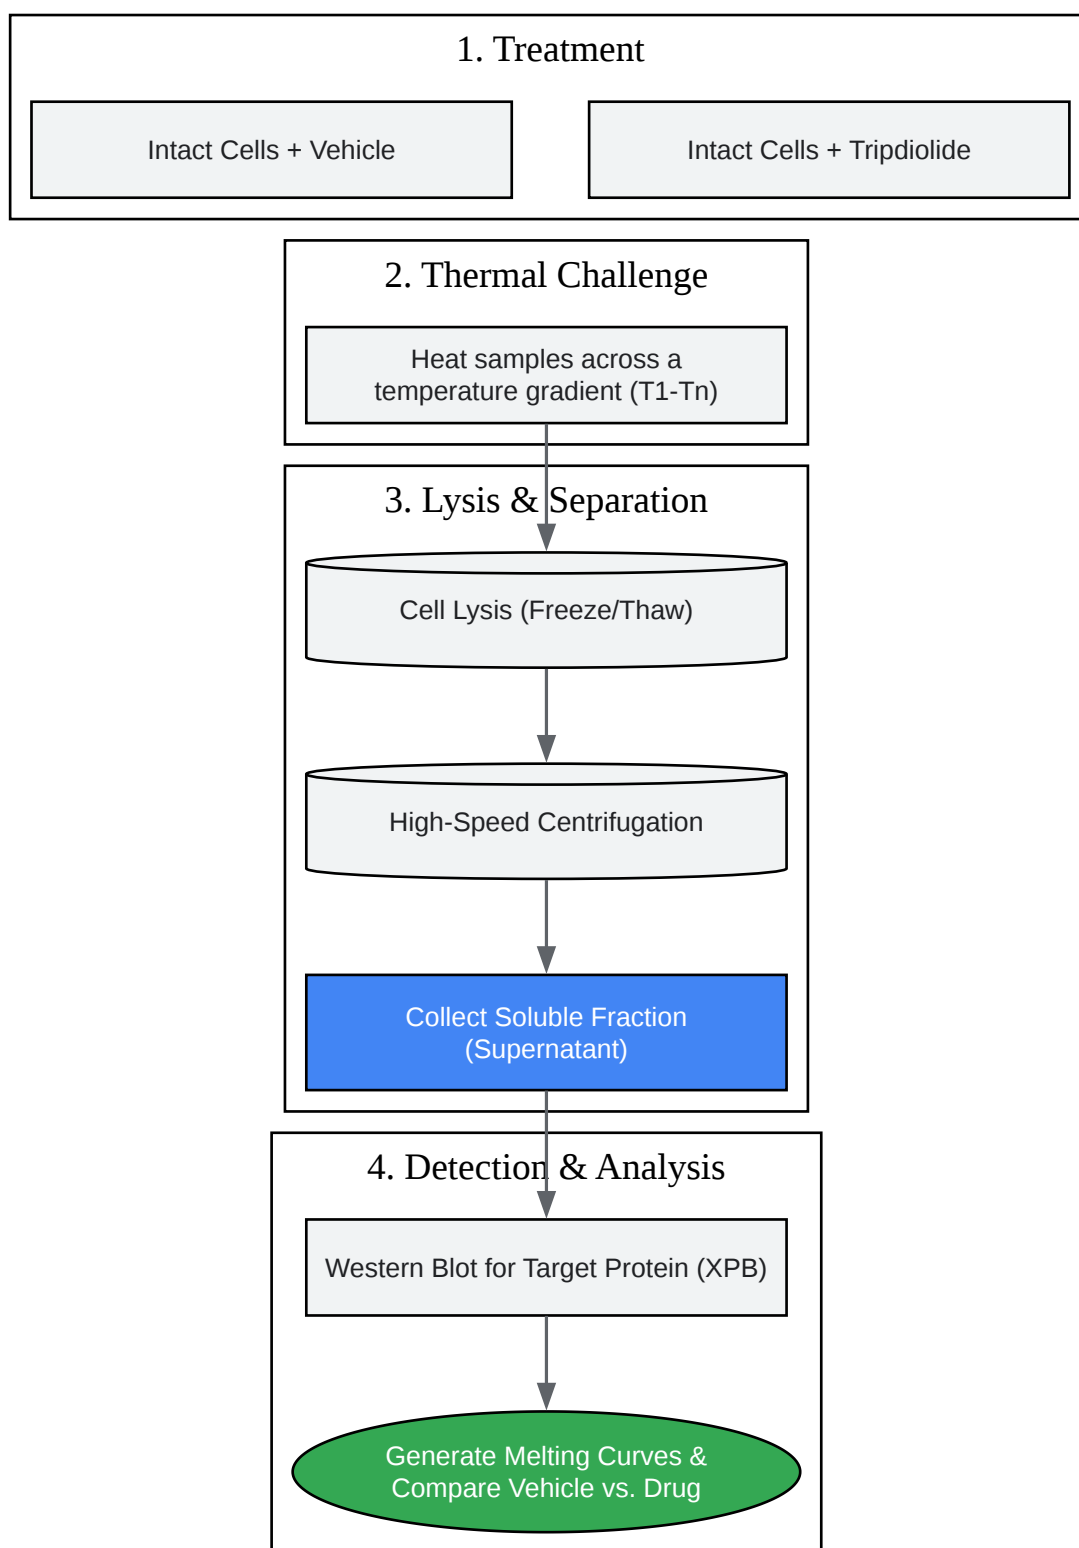 1. Treatment
Intact Cells + Vehicle
Intact Cells + Tripdiolide
2. Thermal Challenge
Heat samples across a
temperature gradient (T1-Tn)
3. Lysis & Separation
Cell Lysis (Freeze/Thaw)
High-Speed Centrifugation
Collect Soluble Fraction
(Supernatant)
4. Detection & Analysis
Western Blot for Target Protein (XPB)
Generate Melting Curves &
Compare Vehicle vs. Drug